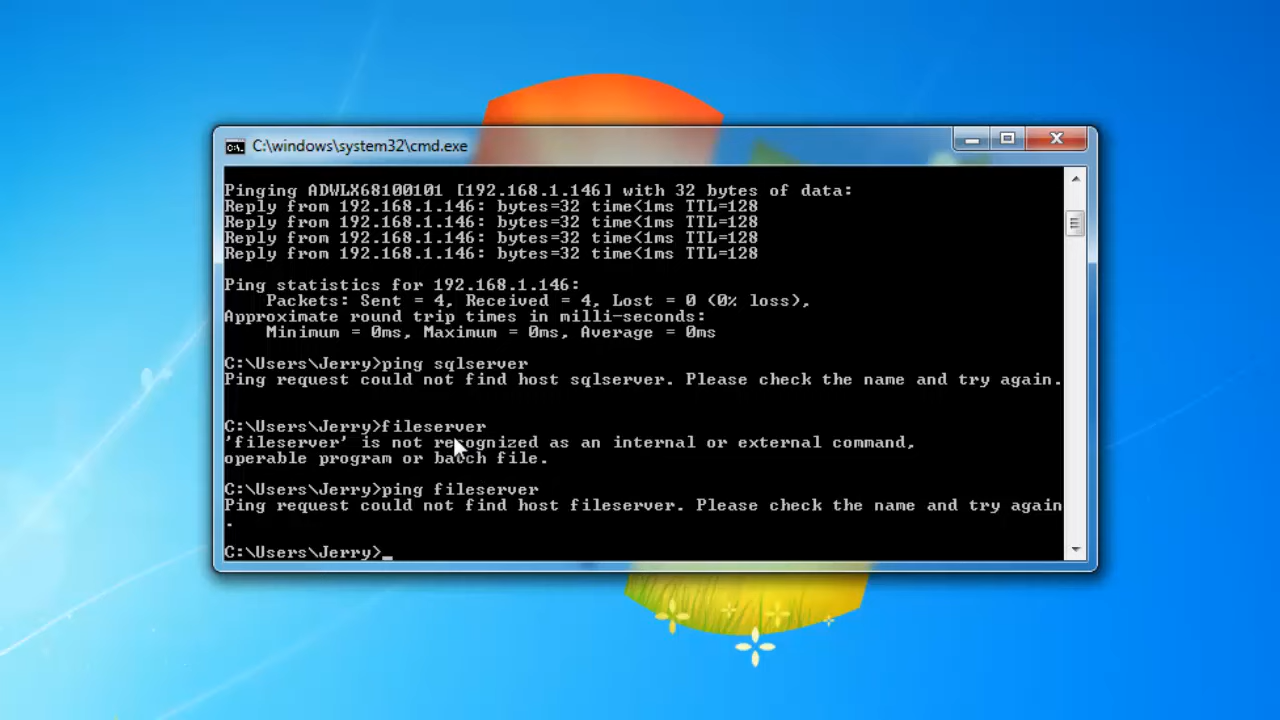 C:\windows\system32\cmd.exe
Pinging ADWLX68100101 [192.168.1.146] with 32 bytes of data:
Reply from 192.168.1.146: bytes=32 time<1ms TTL=128
Reply from 192.168.1.146: bytes=32 time<1ms TTL=128
Reply from 192.168.1.146: bytes=32 time<1ms TTL=128
Reply from 192.168.1.146: bytes=32 time<1ms TTL=128
Ping statistics for 192.168.1.146:
Packets: Sent = 4, Received = 4, Lost = 0 (0% loss),
Approximate round trip times in milli-seconds:
Minimum = 0ms, Maximum = 0ms, Average = 0ms
C:\Users\Jerry>ping sqlserver
Ping request could not find host sqlserver. Please check the name and try again.
C:\Users\Jerry>fileserver
'fileserver' is not recognized as an internal or external command,
operable program or batch file.
C:\Users\Jerry>ping fileserver
Ping request could not find host fileserver. Please check the name and try again
.
C:\Users\Jerry>_